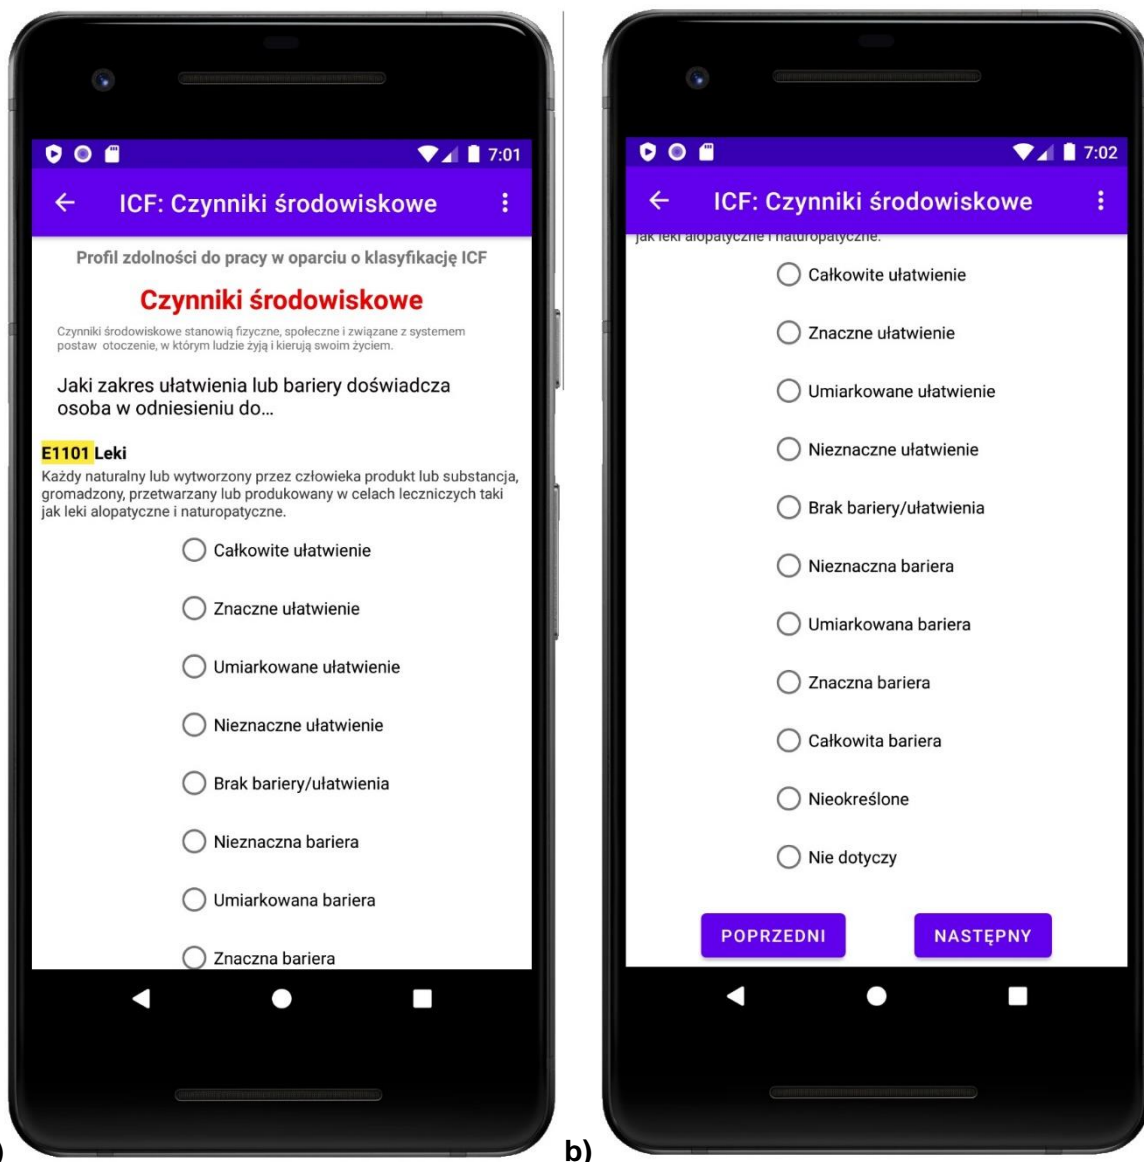 7:01
ICF: Czynniki środowiskowe
Profil zdolności do pracy w oparciu o klasyfikację ICF
Czynniki środowiskowe
Czynniki środowiskowe stanowią fizyczne, społeczne i związane z systemem
postaw otoczenie, w którym ludzie żyją i kierują swoim życiem.
Jaki zakres ułatwienia lub bariery doświadcza
osoba w odniesieniu do...
E1101 Leki
Każdy naturalny lub wytworzony przez człowieka produkt lub substancja,
gromadzony, przetwarzany lub produkowany w celach leczniczych taki
jak leki alopatyczne i naturopatyczne.
Całkowite ułatwienie
Znaczne ułatwienie
Umiarkowane ułatwienie
Nieznaczne ułatwienie
Brak bariery/ułatwienia
Nieznaczna bariera
Umiarkowana bariera
Znaczna bariera
)
7:02
ICF: Czynniki środowiskowe
jak leki alopatyczne i naturopatyczne.
Całkowite ułatwienie
Znaczne ułatwienie
Umiarkowane ułatwienie
Nieznaczne ułatwienie
Brak bariery/ułatwienia
Nieznaczna bariera
Umiarkowana bariera
Znaczna bariera
Całkowita bariera
Nieokreślone
Nie dotyczy
POPRZEDNI NASTĘPNY
b)